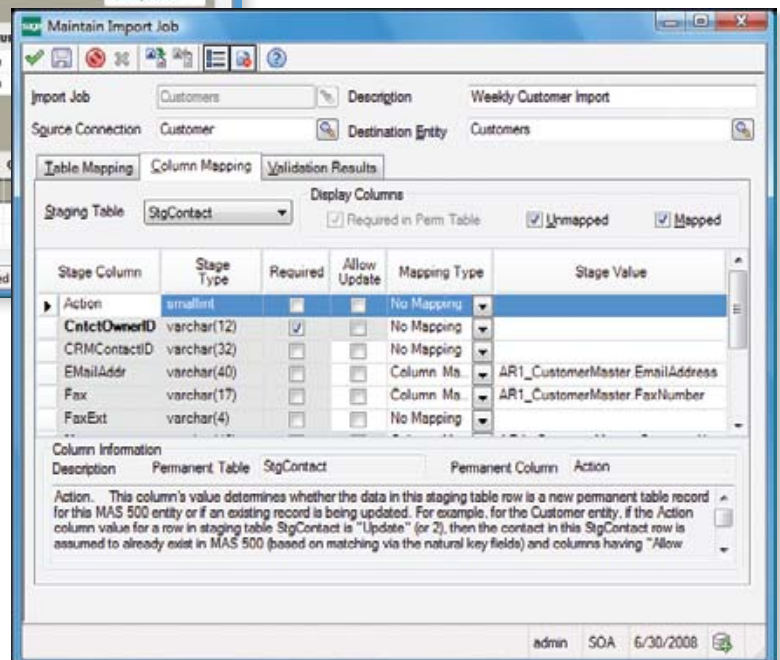 sage Maintain Import Job
Import Job Customers Description Weekly Customer Import
Source Connection Customer Destination Entity Customers
Table Mapping Column Mapping Validation Results
Display Columns
Staging Table StgContact Required in Perm Table Unmapped Mapped
Stage Column Stage Type Required Allow Update Mapping Type Stage Value
Action smallint No Mapping
CntctOwnerID varchar(12) No Mapping
CRMContactID varchar(32) No Mapping
EMailAddr varchar(40) Column Ma... AR1_CustomerMaster.EmailAddress
Fax varchar(17) Column Ma... AR1_CustomerMaster.FaxNumber
FaxExt varchar(4) No Mapping
Column Information
Description Permanent Table StgContact Permanent Column Action
Action. This column's value determines whether the data in this staging table row is a new permanent table record
for this MAS 500 entity or if an existing record is being updated. For example, for the Customer entity, if the Action
column value for a row in staging table StgContact is "Update" (or 2), then the contact in this StgContact row is
assumed to already exist in MAS 500 (based on matching via the natural key fields) and columns having "Allow
admin SOA 6/30/2008